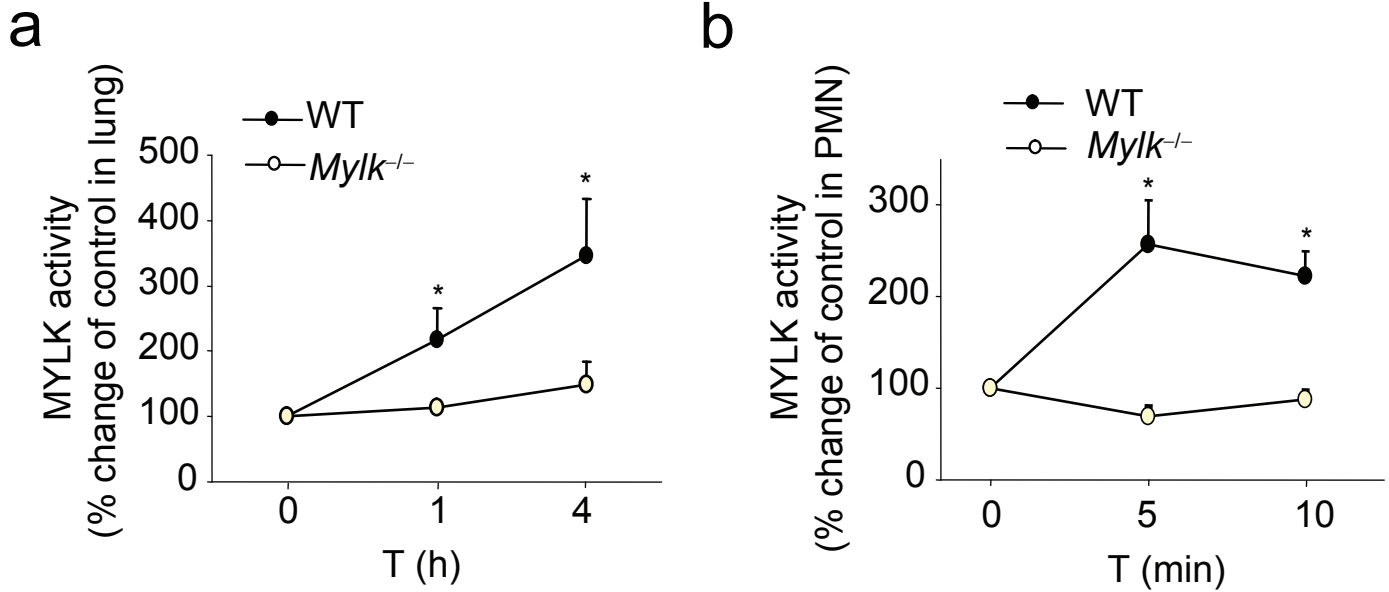 a
WT
Mylk–/–
MYLK activity
(% change of control in lung)
500
400
300
200
100
0
*
*
0 1 4
T (h)
b
WT
Mylk–/–
MYLK activity
(% change of control in PMN)
300
200
100
0
*
*
0 5 10
T (min)